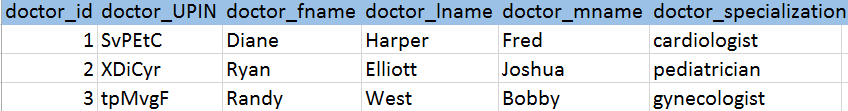 doctor_id doctor_UPIN doctor_fname doctor_lname doctor_mname doctor_specialization
1 SvPEtC Diane Harper Fred cardiologist
2 XDiCyr Ryan Elliott Joshua pediatrician
3 tpMvgF Randy West Bobby gynecologist